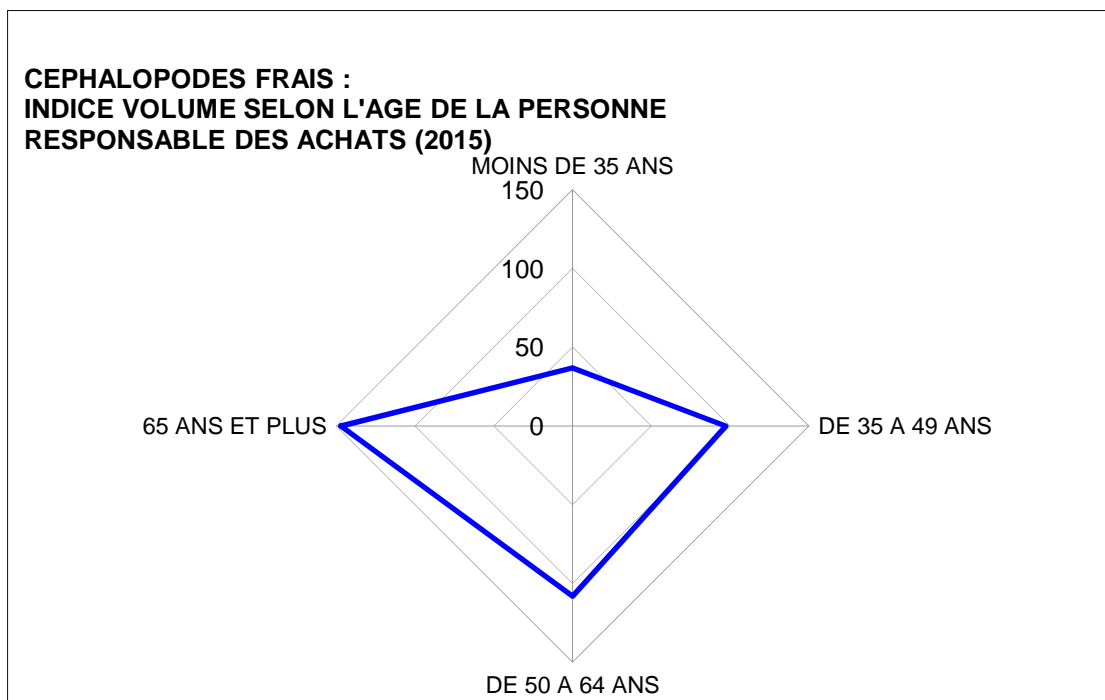 CEPHALOPODES FRAIS :
INDICE VOLUME SELON L'AGE DE LA PERSONNE
RESPONSABLE DES ACHATS (2015)
MOINS DE 35 ANS
150
100
50
0
65 ANS ET PLUS
DE 35 A 49 ANS
DE 50 A 64 ANS